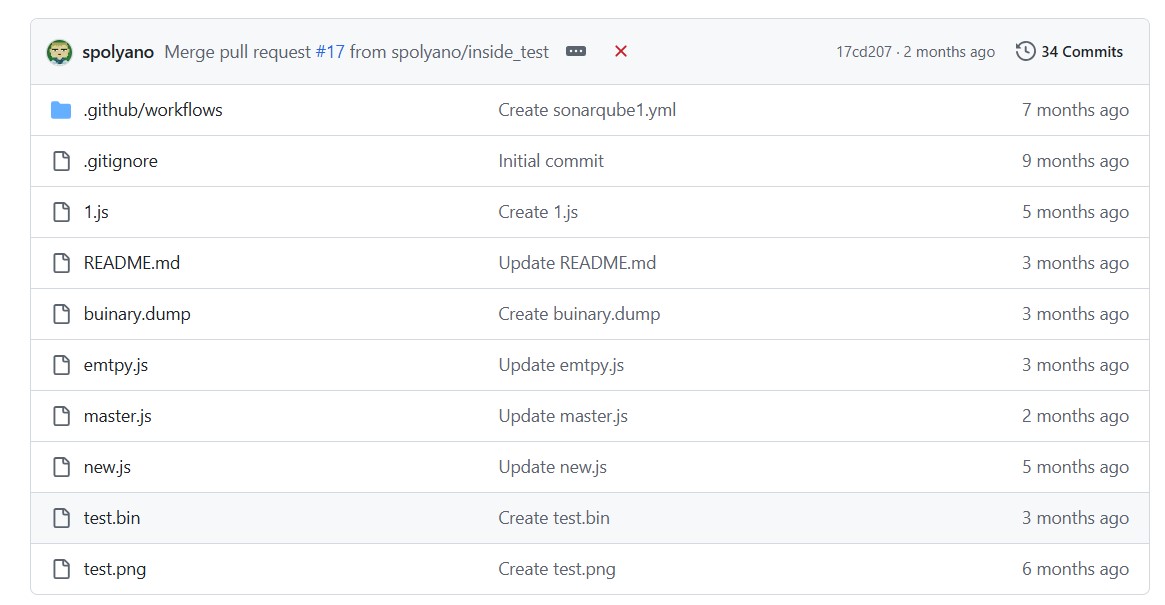 spolyano Merge pull request #17 from spolyano/inside_test 17cd207 · 2 months ago 34 Commits
.github/workflows Create sonarqube1.yml 7 months ago
.gitignore Initial commit 9 months ago
1.js Create 1.js 5 months ago
README.md Update README.md 3 months ago
buinary.dump Create buinary.dump 3 months ago
emtpy.js Update emtpy.js 3 months ago
master.js Update master.js 2 months ago
new.js Update new.js 5 months ago
test.bin Create test.bin 3 months ago
test.png Create test.png 6 months ago